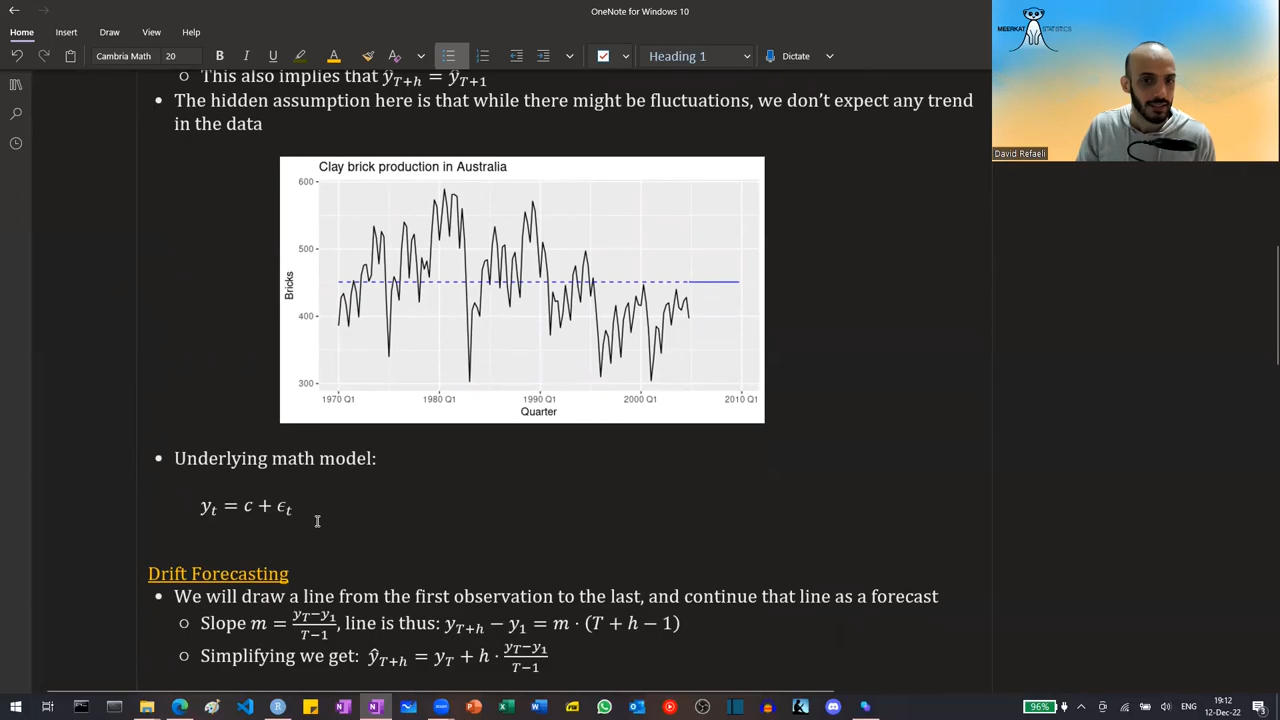 OneNote for Windows 10
Home Insert Draw View Help
Cambria Math 20 B I U A Heading 1 Dictate
MEERKAT STATISTICS
David Refaeli
○ This also implies that ŷ_{T+h} = ŷ_{T+1}
• The hidden assumption here is that while there might be fluctuations, we don't expect any trend
in the data
Clay brick production in Australia
600
500
400
300
Bricks
1970 Q1 1980 Q1 1990 Q1 2000 Q1 2010 Q1
Quarter
• Underlying math model:
y_t = c + ϵ_t
Drift Forecasting
• We will draw a line from the first observation to the last, and continue that line as a forecast
○ Slope m = (y_T−y_1)/(T−1), line is thus: y_{T+h} − y_1 = m · (T + h − 1)
○ Simplifying we get: ŷ_{T+h} = y_T + h · (y_T−y_1)/(T−1)
96% ENG 19:12
12-Dec-22